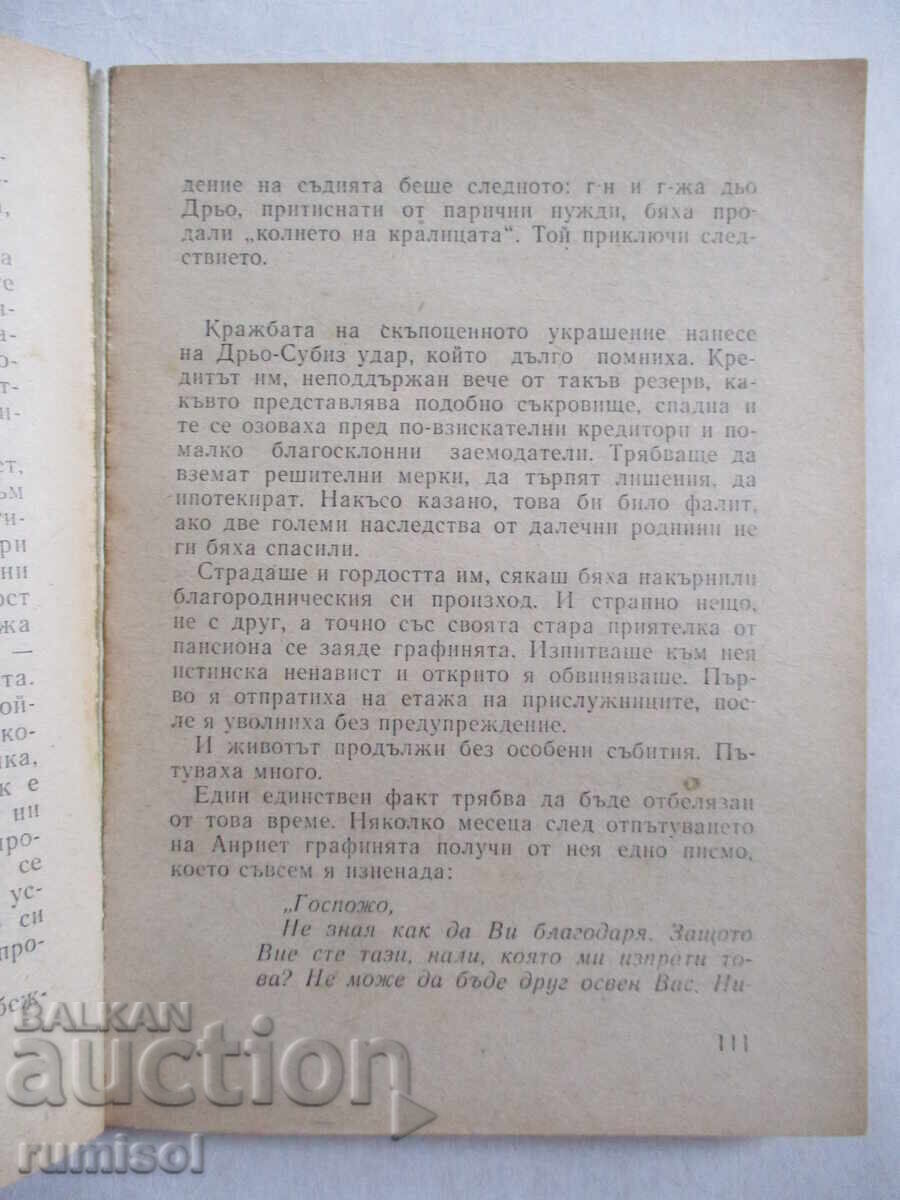 дение на съдията беше следното: г-н и г-жа дьо
Дрьо, притиснати от парични нужди, бяха про-
дали „колието на кралицата“. Той приключи след-
ствието.
Кражбата на скъпоценното украшение нанесе
на Дрьо-Субиз удар, който дълго помниха. Кре-
дитът им, неподдържан вече от такъв резерв, ка-
къвто представлява подобно съкровище, спадна и
те се озоваха пред по-взискателни кредитори и по-
малко благосклонни заемодатели. Трябваше да
вземат решителни мерки, да търпят лишения, да
ипотекират. Накъсо казано, това би било фалит,
ако две големи наследства от далечни роднини не
ги бяха спасили.
Страдаше и гордостта им, сякаш бяха накърнили
благородническия си произход. И странно нещо,
не с друг, а точно със своята стара приятелка от
пансиона се заяде графинята. Изпитваше към нея
истинска ненавист и открито я обвиняваше. Пър-
во я отпратиха на етажа на прислужниците, пос-
ле я уволниха без предупреждение.
И животът продължи без особени събития. Пъ-
туваха много.
Един единствен факт трябва да бъде отбелязан
от това време. Няколко месеца след отпътуването
на Анриет графинята получи от нея едно писмо,
което съвсем я изненада:
„Госпожо,
Не зная как да Ви благодаря. Защото
Вие сте тази, нали, която ми изпрати то-
ва? Не може да бъде друг освен Вас. Ни-
111
BALKAN
auction
rumisol